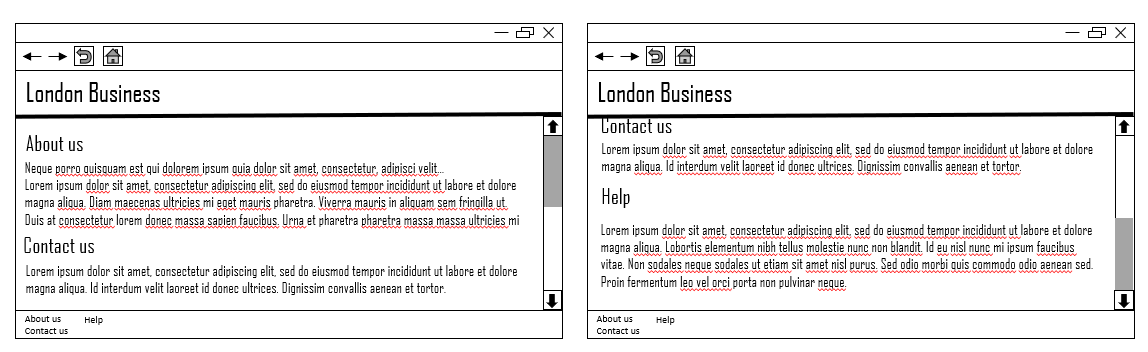 London Business
About us
Neque porro quisquam est qui dolorem ipsum quia dolor sit amet, consectetur, adipisci velit...
Lorem ipsum dolor sit amet, consectetur adipiscing elit, sed do eiusmod tempor incididunt ut labore et dolore
magna aliqua. Diam maecenas ultricies mi eget mauris pharetra. Viverra mauris in aliquam sem fringilla ut.
Duis at consectetur lorem donec massa sapien faucibus. Urna et pharetra pharetra massa massa ultricies mi
Contact us
Lorem ipsum dolor sit amet, consectetur adipiscing elit, sed do eiusmod tempor incididunt ut labore et dolore
magna aliqua. Id interdum velit laoreet id donec ultrices. Dignissim convallis aenean et tortor.
About us Help
Contact us
London Business
Contact us
Lorem ipsum dolor sit amet, consectetur adipiscing elit, sed do eiusmod tempor incididunt ut labore et dolore
magna aliqua. Id interdum velit laoreet id donec ultrices. Dignissim convallis aenean et tortor.
Help
Lorem ipsum dolor sit amet, consectetur adipiscing elit, sed do eiusmod tempor incididunt ut labore et dolore
magna aliqua. Lobortis elementum nibh tellus molestie nunc non blandit. Id eu nisl nunc mi ipsum faucibus
vitae. Non sodales neque sodales ut etiam sit amet nisl purus. Sed odio morbi quis commodo odio aenean sed.
Proin fermentum leo vel orci porta non pulvinar neque.
About us Help
Contact us